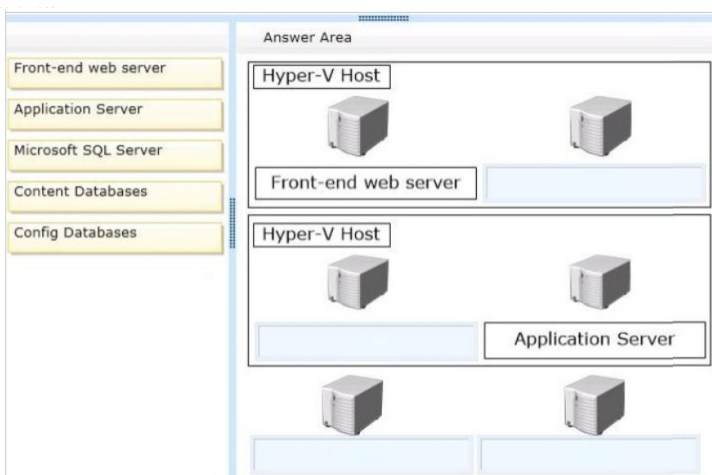 Answer Area
Front-end web server
Application Server
Microsoft SQL Server
Content Databases
Config Databases
Hyper-V Host
Front-end web server
Hyper-V Host
Application Server